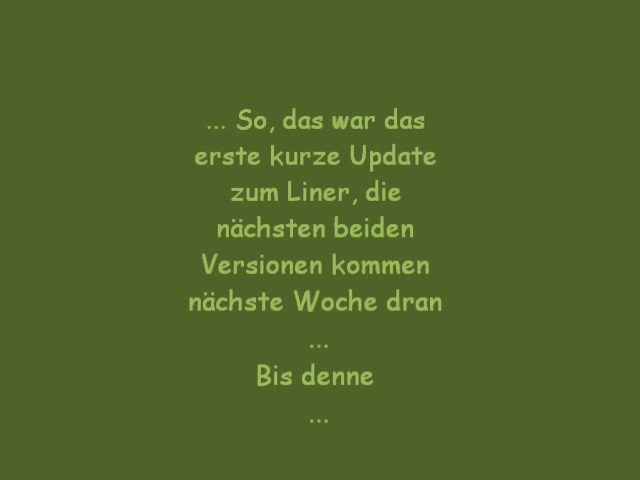 ... So, das war das
erste kurze Update
zum Liner, die
nächsten beiden
Versionen kommen
nächste Woche dran
...
Bis denne
...